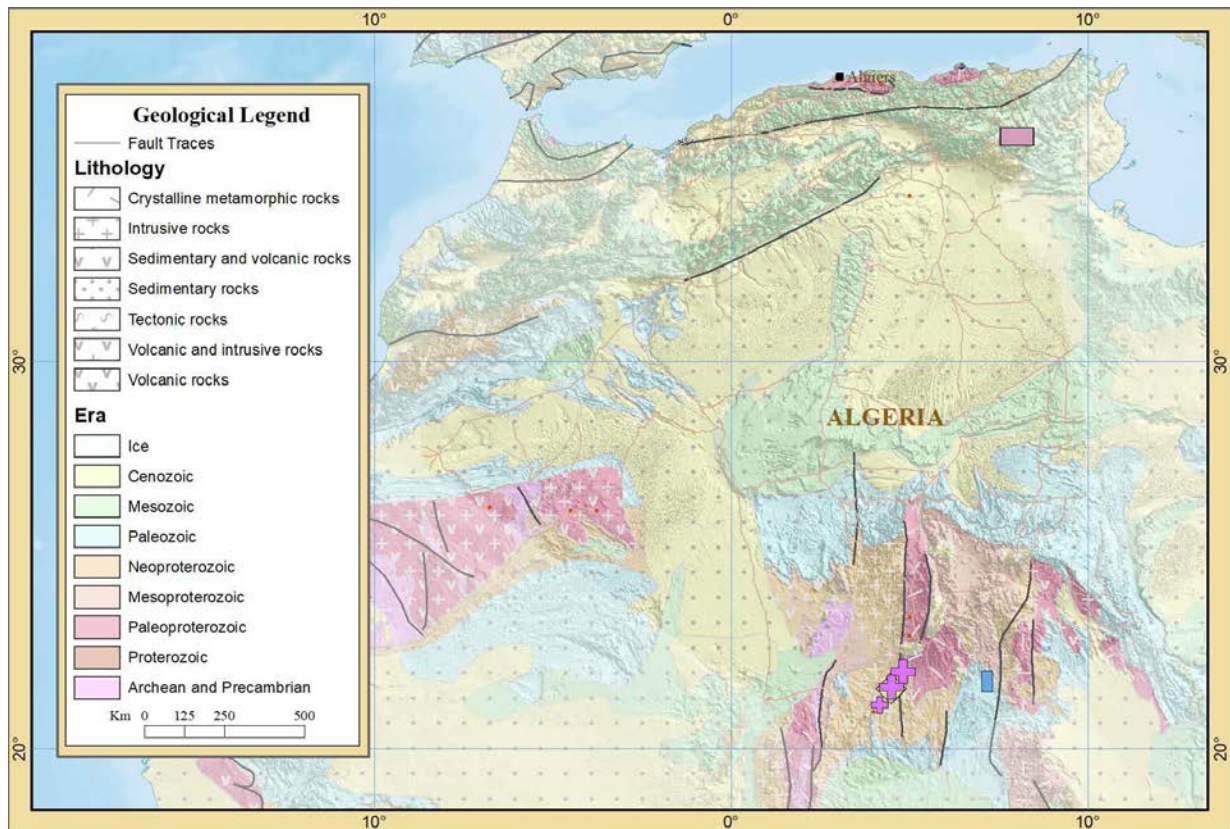 10°
0°
10°
Geological Legend
Fault Traces
Lithology
Crystalline metamorphic rocks
Intrusive rocks
Sedimentary and volcanic rocks
Sedimentary rocks
Tectonic rocks
Volcanic and intrusive rocks
Volcanic rocks
Era
Ice
Cenozoic
Mesozoic
Paleozoic
Neoproterozoic
Mesoproterozoic
Paleoproterozoic
Proterozoic
Archean and Precambrian
Km 0 125 250 500
Algiers
ALGERIA
30°
30°
20°
20°
10°
0°
10°